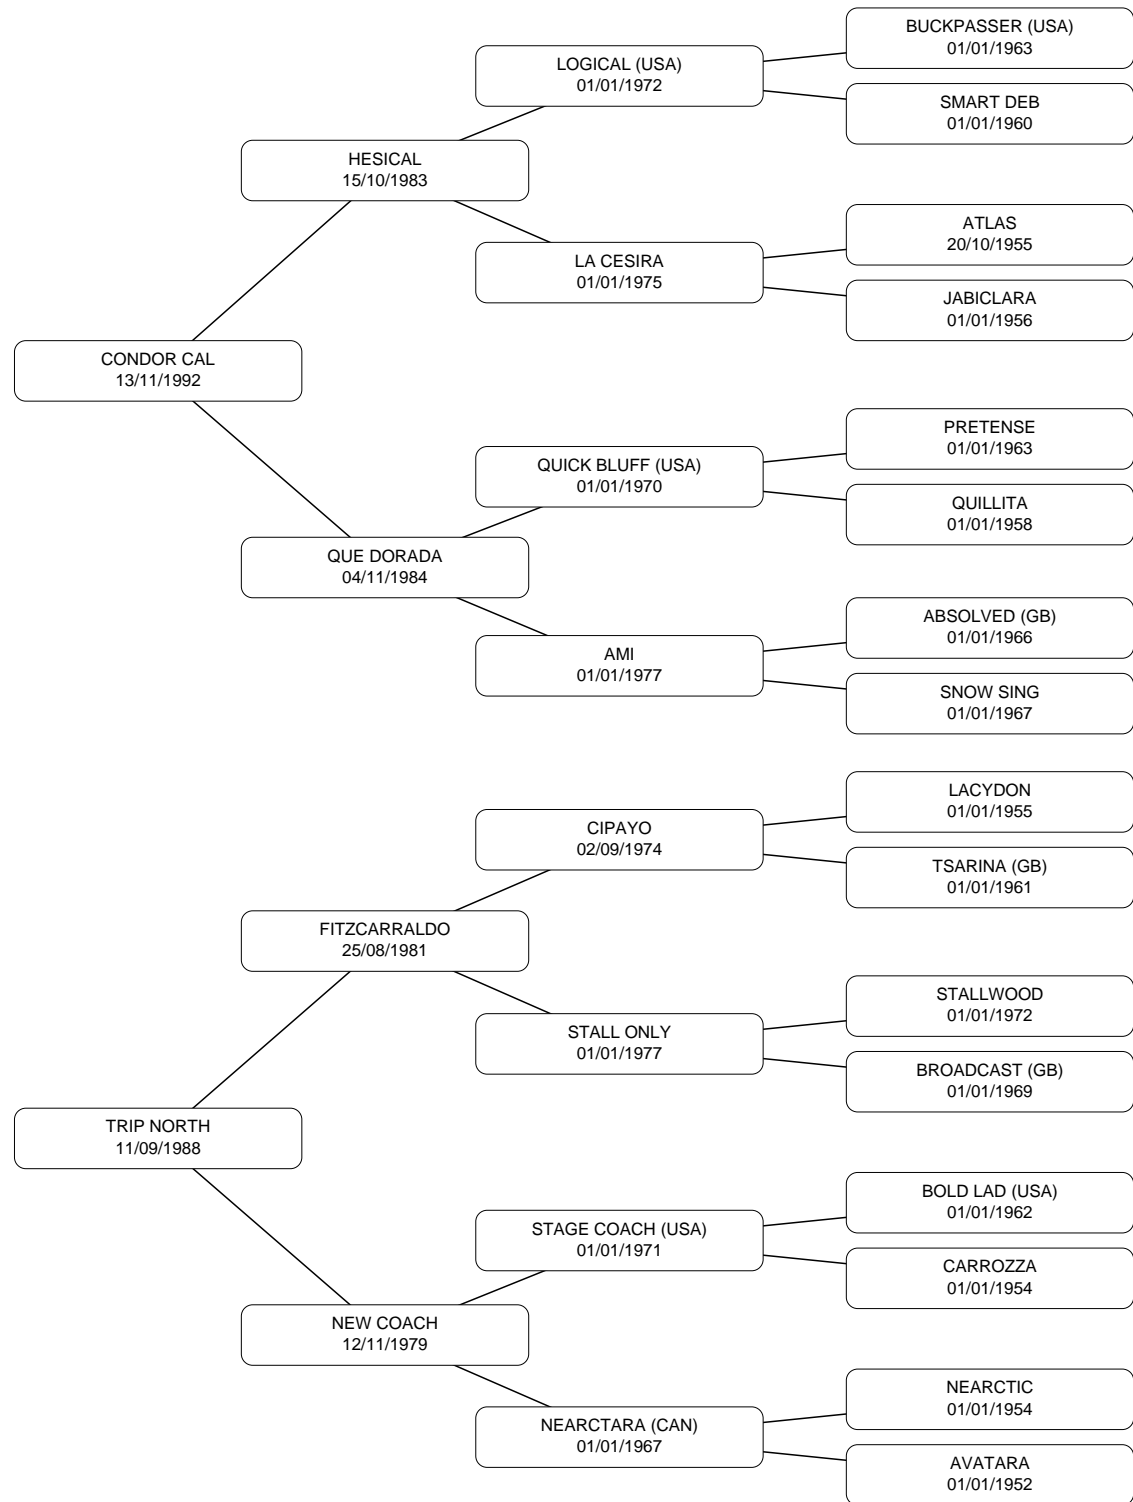 BUCKPASSER (USA)
01/01/1963
LOGICAL (USA)
01/01/1972
SMART DEB
01/01/1960
HESICAL
15/10/1983
ATLAS
20/10/1955
LA CESIRA
01/01/1975
JABICLARA
01/01/1956
CONDOR CAL
13/11/1992
PRETENSE
01/01/1963
QUICK BLUFF (USA)
01/01/1970
QUILLITA
01/01/1958
QUE DORADA
04/11/1984
ABSOLVED (GB)
01/01/1966
AMI
01/01/1977
SNOW SING
01/01/1967
LACYDON
01/01/1955
CIPAYO
02/09/1974
TSARINA (GB)
01/01/1961
FITZCARRALDO
25/08/1981
STALLWOOD
01/01/1972
STALL ONLY
01/01/1977
BROADCAST (GB)
01/01/1969
TRIP NORTH
11/09/1988
BOLD LAD (USA)
01/01/1962
STAGE COACH (USA)
01/01/1971
CARROZZA
01/01/1954
NEW COACH
12/11/1979
NEARCTIC
01/01/1954
NEARCTARA (CAN)
01/01/1967
AVATARA
01/01/1952